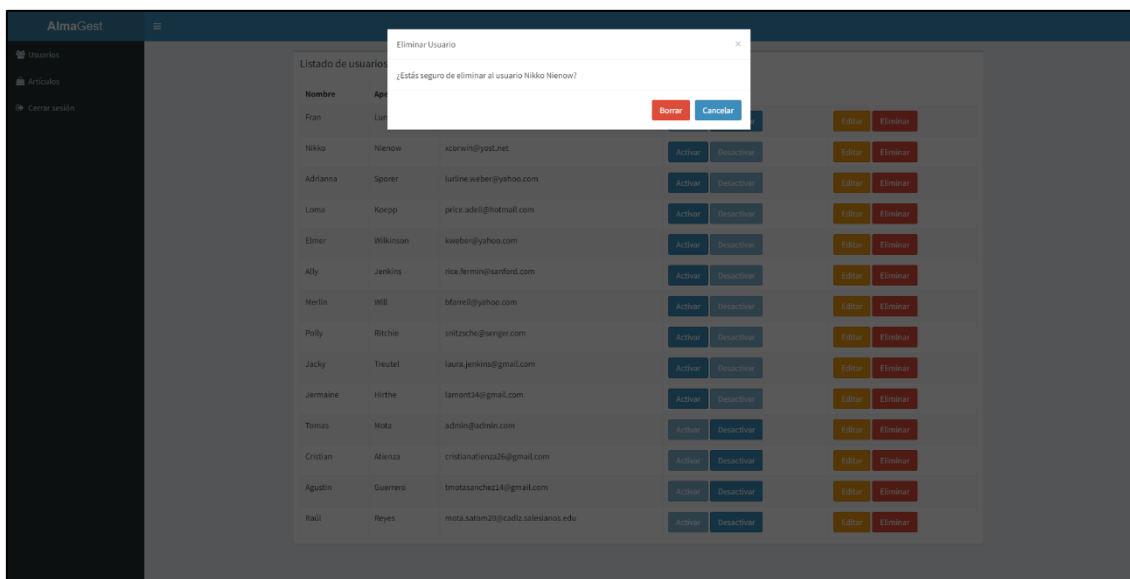 AlmaGest
Usuarios
Artículos
Cerrar sesión
Eliminar Usuario ×
¿Estás seguro de eliminar al usuario Nikko Nienow?
Borrar Cancelar
Listado de usuarios
Nombre Ape
Fran Lun Editar Eliminar
Nikko Nienow xcorwin@yost.net Activar Desactivar Editar Eliminar
Adrianna Sporer lurline.weber@yahoo.com Activar Desactivar Editar Eliminar
Loma Koepp price.adell@hotmail.com Activar Desactivar Editar Eliminar
Elmer Wilkinson kweber@yahoo.com Activar Desactivar Editar Eliminar
Ally Jenkins rice.fermin@sanford.com Activar Desactivar Editar Eliminar
Merlin Will bfarrell@yahoo.com Activar Desactivar Editar Eliminar
Polly Ritchie snitzsche@senger.com Activar Desactivar Editar Eliminar
Jacky Treutel laura.jenkins@gmail.com Activar Desactivar Editar Eliminar
Jermaine Hirthe lamont34@gmail.com Activar Desactivar Editar Eliminar
Tomas Mota admin@admin.com Activar Desactivar Editar Eliminar
Cristian Atienza cristianatienza26@gmail.com Activar Desactivar Editar Eliminar
Agustin Guerrero tmotasanchez14@gmail.com Activar Desactivar Editar Eliminar
Raúl Reyes mota.satom20@cadiz.salesianos.edu Activar Desactivar Editar Eliminar